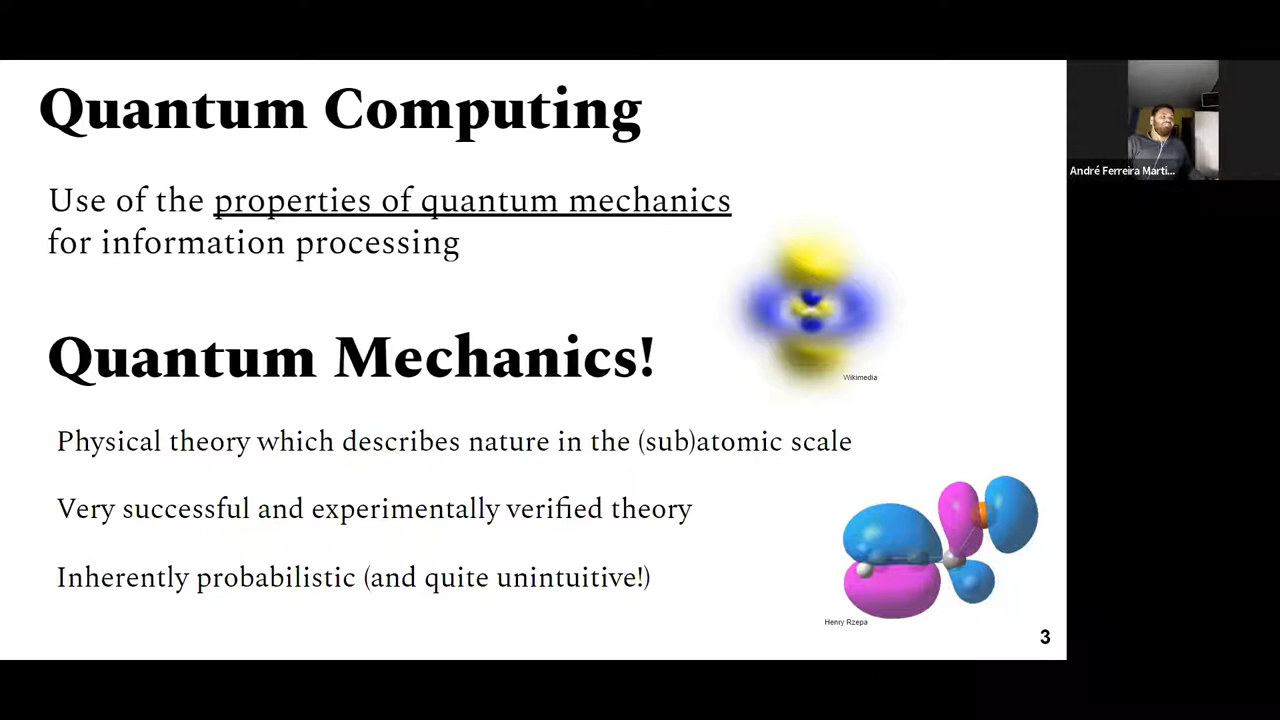 Quantum Computing
André Ferreira Marti...
Use of the properties of quantum mechanics
for information processing
Quantum Mechanics!
Wikimedia
Physical theory which describes nature in the (sub)atomic scale
Very successful and experimentally verified theory
Inherently probabilistic (and quite unintuitive!)
Henry Rzepa
3